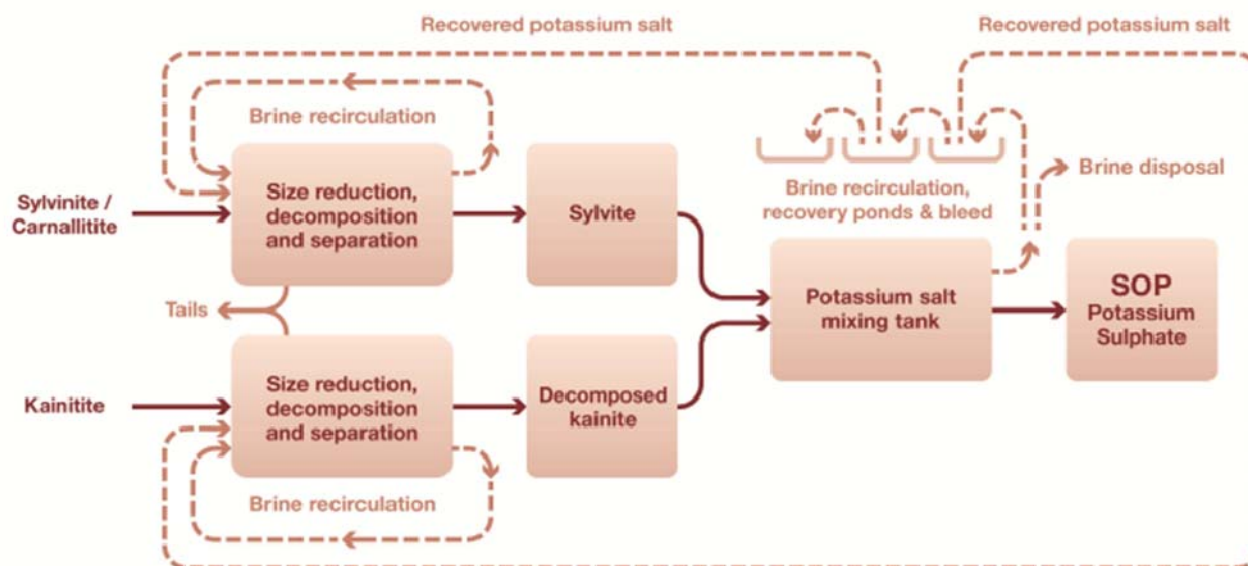 Recovered potassium salt
Recovered potassium salt
Brine recirculation
Sylvinite /
Carnallitite
Size reduction,
decomposition
and separation
Sylvite
Brine recirculation,
recovery ponds & bleed
Brine disposal
Tails
Potassium salt
mixing tank
SOP
Potassium
Sulphate
Kainitite
Size reduction,
decomposition
and separation
Decomposed
kainite
Brine recirculation